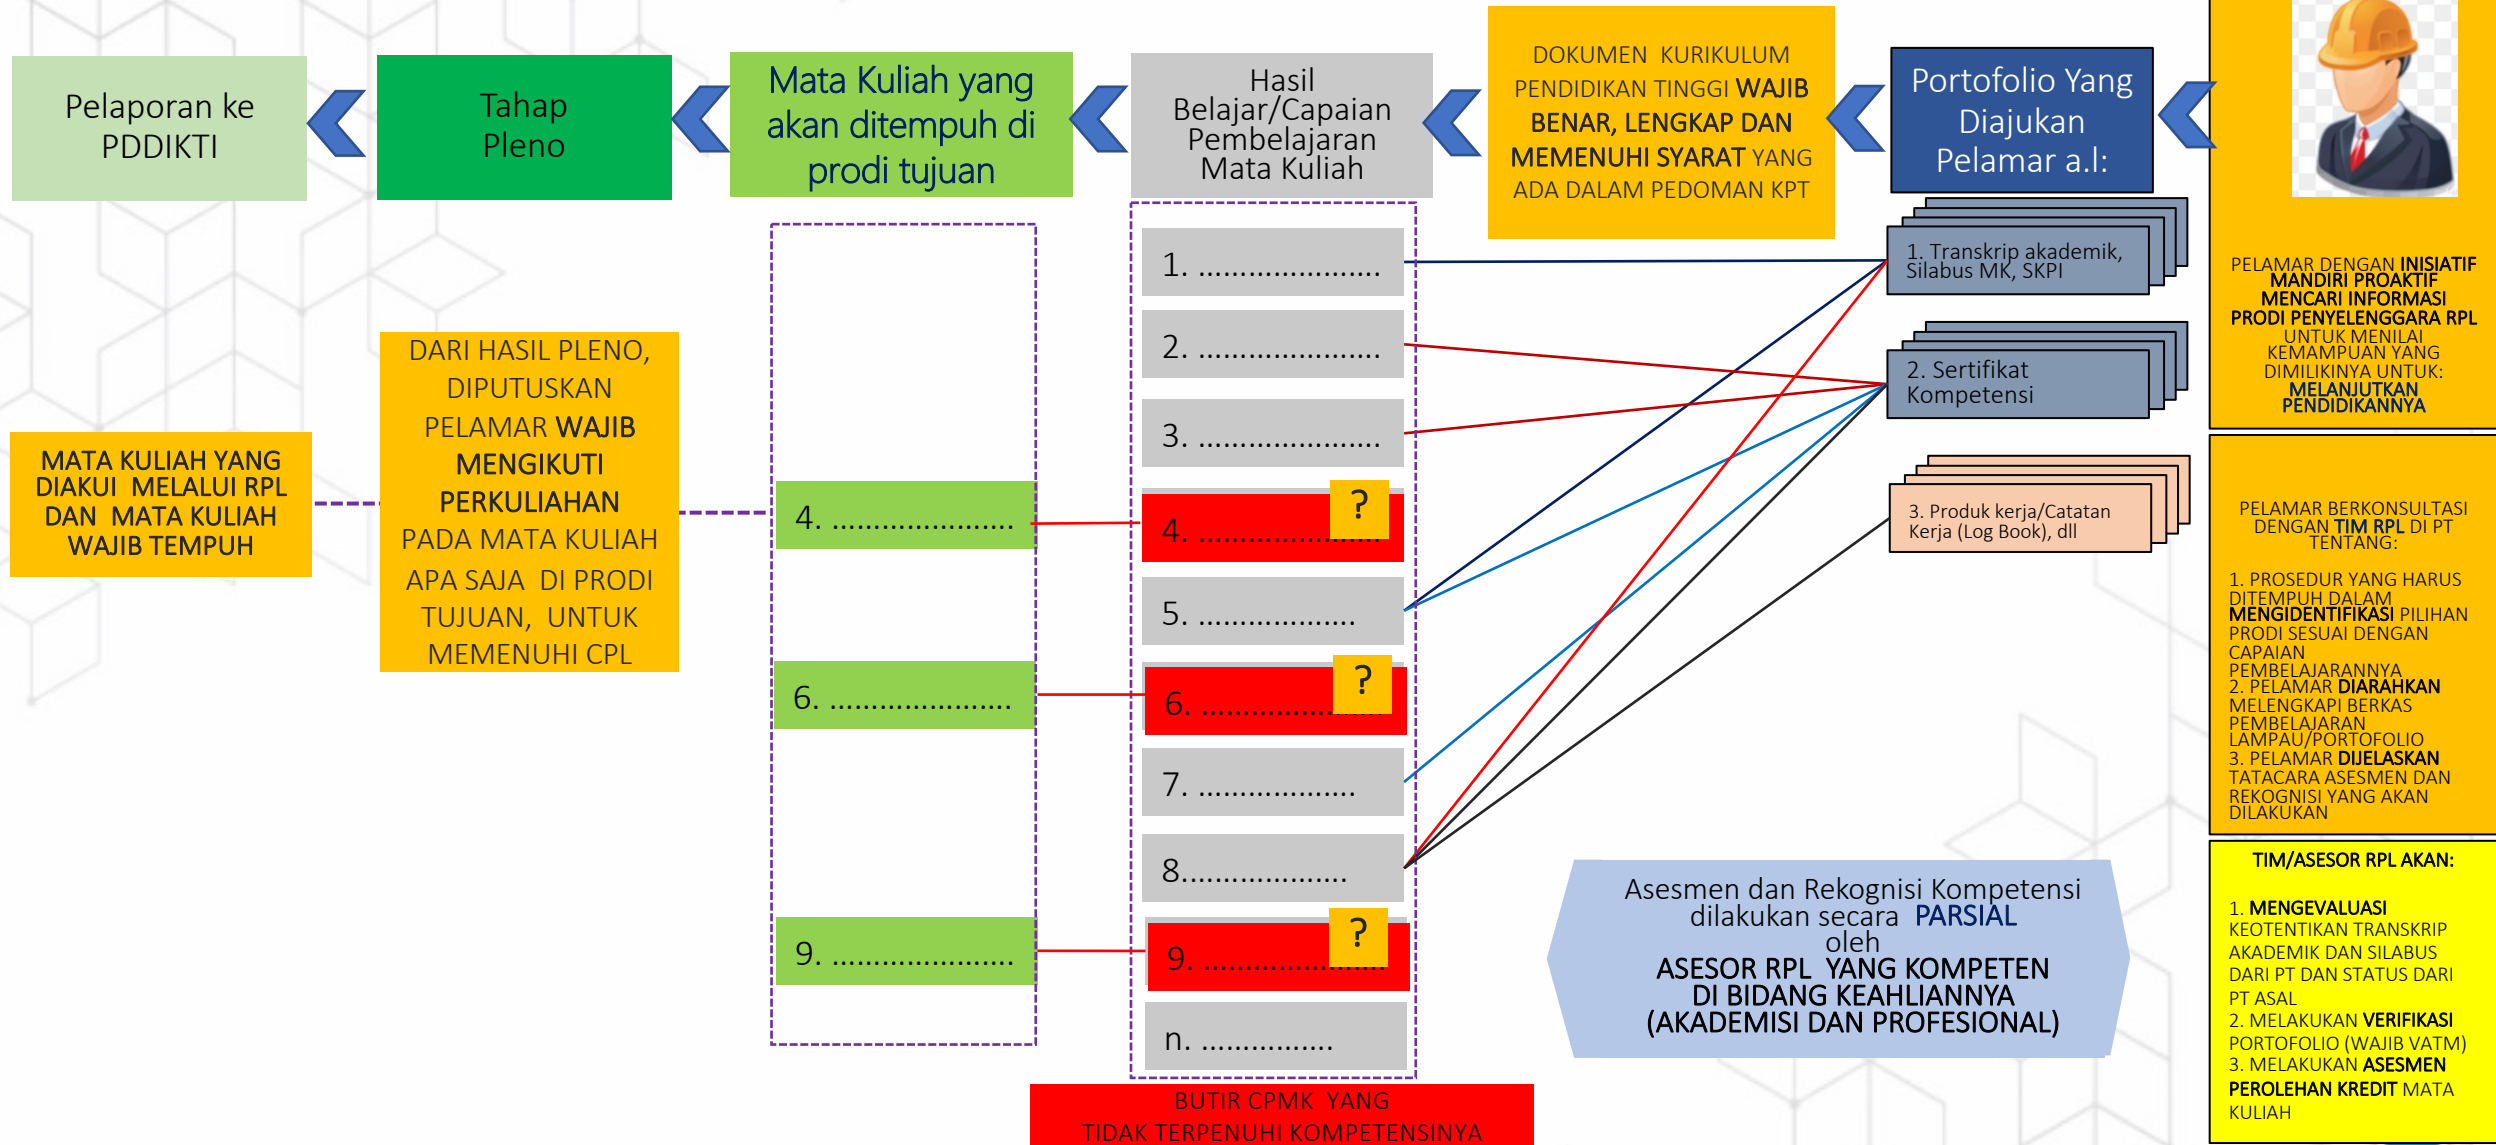 Pelaporan ke
PDDIKTI
Tahap
Pleno
Mata Kuliah yang
akan ditempuh di
prodi tujuan
Hasil
Belajar/Capaian
Pembelajaran
Mata Kuliah
DOKUMEN KURIKULUM
PENDIDIKAN TINGGI WAJIB
BENAR, LENGKAP DAN
MEMENUHI SYARAT YANG
ADA DALAM PEDOMAN KPT
Portofolio Yang
Diajukan
Pelamar a.l:
MATA KULIAH YANG
DIAKUI MELALUI RPL
DAN MATA KULIAH
WAJIB TEMPUH
DARI HASIL PLENO,
DIPUTUSKAN
PELAMAR WAJIB
MENGIKUTI
PERKULIAHAN
PADA MATA KULIAH
APA SAJA DI PRODI
TUJUAN, UNTUK
MEMENUHI CPL
4. ......................
6. ......................
9. ......................
1. ......................
2. ......................
3. ......................
4. ......................
?
5. ...................
6. ......................
?
7. ...................
8....................
9. ......................
?
n. ................
BUTIR CPMK YANG
TIDAK TERPENUHI KOMPETENSINYA
1. Transkrip akademik,
Silabus MK, SKPI
2. Sertifikat
Kompetensi
3. Produk kerja/Catatan
Kerja (Log Book), dll
Asesmen dan Rekognisi Kompetensi
dilakukan secara PARSIAL
oleh
ASESOR RPL YANG KOMPETEN
DI BIDANG KEAHLIANNYA
(AKADEMISI DAN PROFESIONAL)
PELAMAR DENGAN INISIATIF
MANDIRI PROAKTIF
MENCARI INFORMASI
PRODI PENYELENGGARA RPL
UNTUK MENILAI
KEMAMPUAN YANG
DIMILIKINYA UNTUK:
MELANJUTKAN
PENDIDIKANNYA
PELAMAR BERKONSULTASI
DENGAN TIM RPL DI PT
TENTANG:
1. PROSEDUR YANG HARUS
DITEMPUH DALAM
MENGIDENTIFIKASI PILIHAN
PRODI SESUAI DENGAN
CAPAIAN
PEMBELAJARANNYA
2. PELAMAR DIARAHKAN
MELENGKAPI BERKAS
PEMBELAJARAN
LAMPAU/PORTOFOLIO
3. PELAMAR DIJELASKAN
TATACARA ASESMEN DAN
REKOGNISI YANG AKAN
DILAKUKAN
TIM/ASESOR RPL AKAN:
1. MENGEVALUASI
KEOTENTIKAN TRANSKRIP
AKADEMIK DAN SILABUS
DARI PT DAN STATUS DARI
PT ASAL
2. MELAKUKAN VERIFIKASI
PORTOFOLIO (WAJIB VATM)
3. MELAKUKAN ASESMEN
PEROLEHAN KREDIT MATA
KULIAH